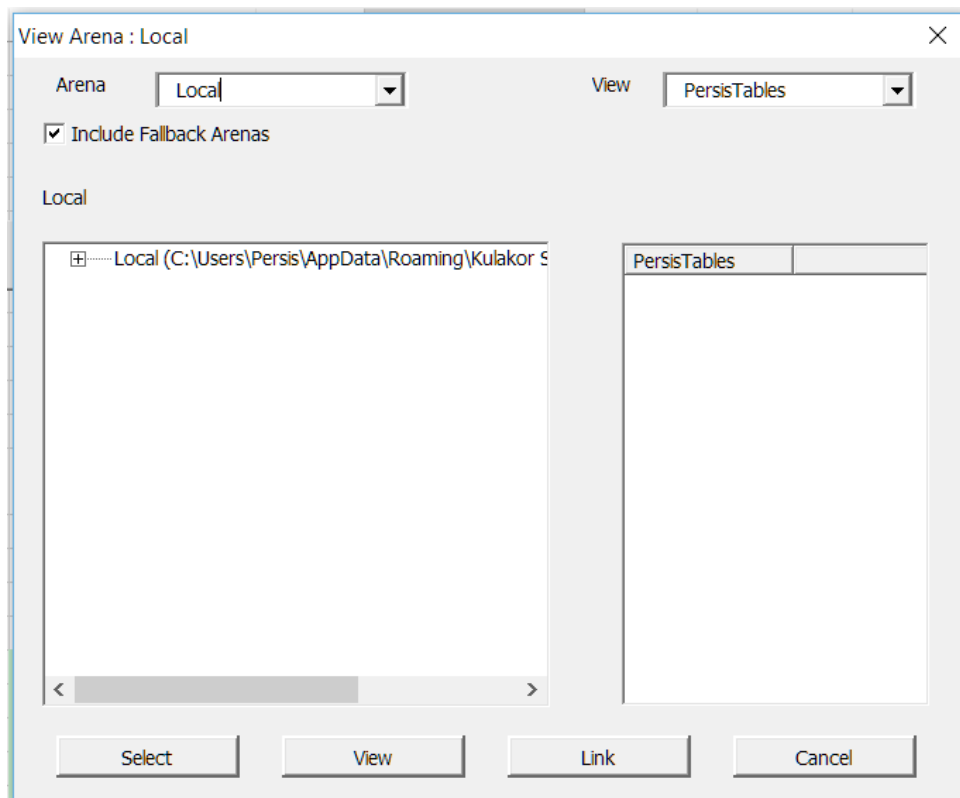 View Arena : Local
Arena Local View PersisTables
Include Fallback Arenas
Local
Local (C:\Users\Persis\AppData\Roaming\Kulakor S
PersisTables
Select View Link Cancel